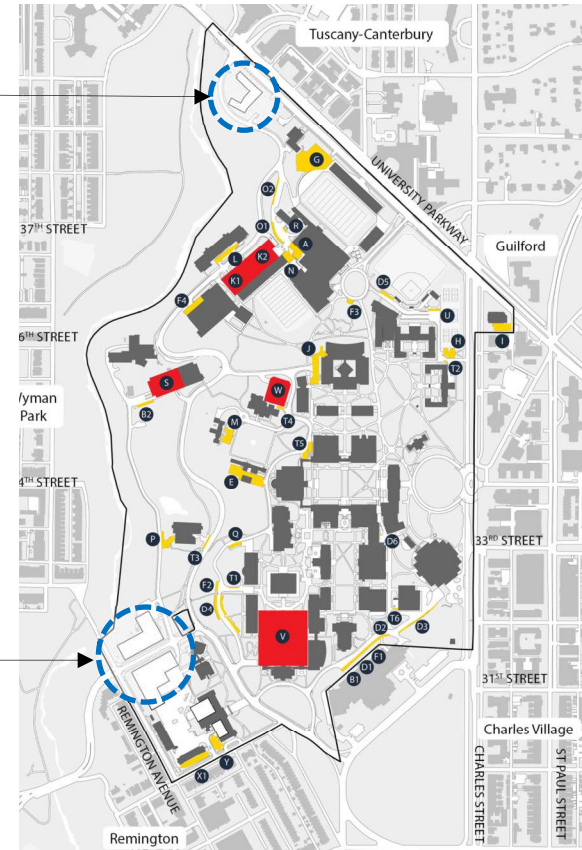 Tuscany-Canterbury
UNIVERSITY PARKWAY
G
O2
37TH STREET
O1
R
Guilford
A
L
K2
N
K1
D5
F4
F3
U
H
I
6TH STREET
J
T2
S
W
Wyman
Park
B2
T4
M
T5
E
4TH STREET
P
Q
D6
33RD STREET
T3
F2
T1
D4
T6
D2
D3
V
F1
D1
B1
31ST STREET
REMINGTON AVENUE
Y
X1
Charles Village
CHARLES STREET
ST PAUL STREET
Remington